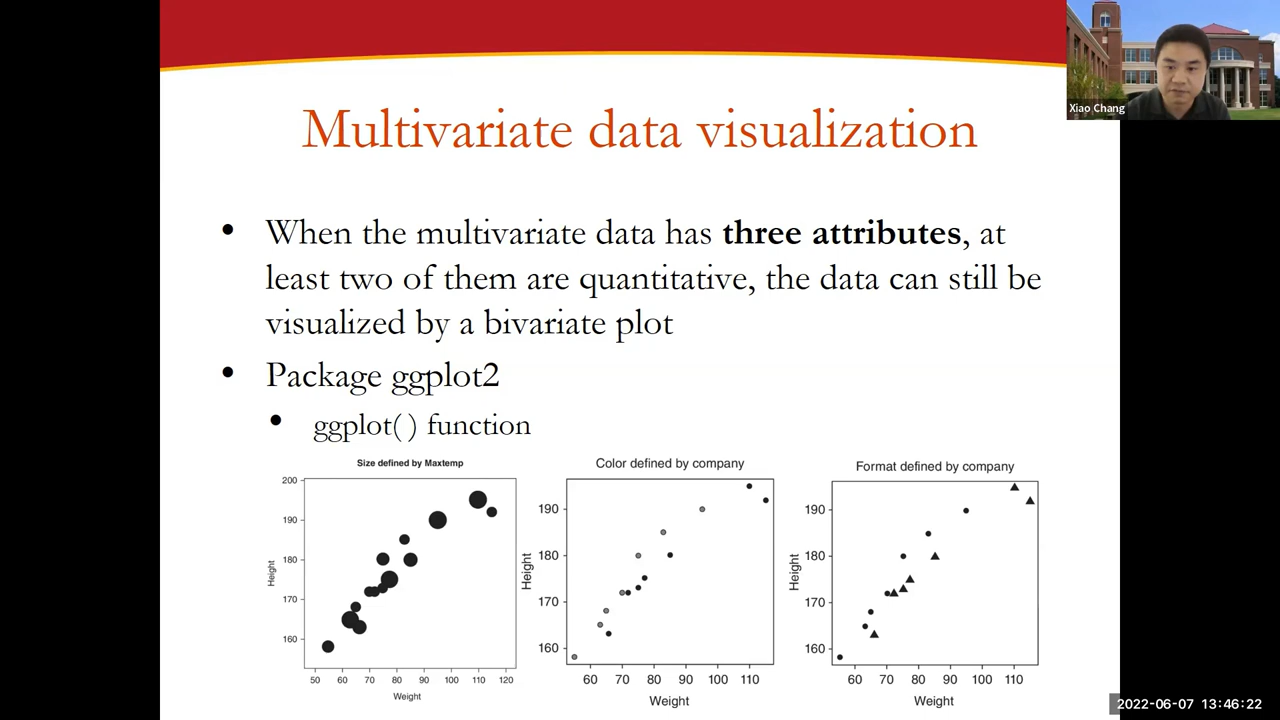 Xiao Chang
Multivariate data visualization
• When the multivariate data has three attributes, at
least two of them are quantitative, the data can still be
visualized by a bivariate plot
• Package ggplot2
• ggplot( ) function
Size defined by Maxtemp
200
190
180
170
160
Height
50 60 70 80 90 100 110 120
Weight
Color defined by company
190
180
170
160
Height
60 70 80 90 100 110
Weight
Format defined by company
190
180
170
160
Height
60 70 80 90 100 110
Weight
2022-06-07 13:46:22